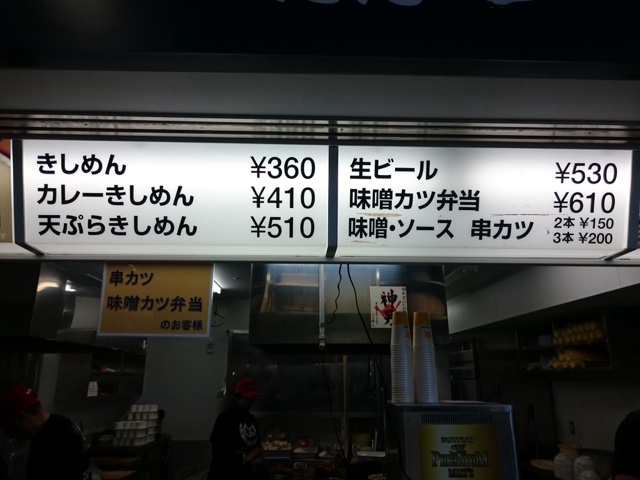 きしめん ¥360
カレーきしめん ¥410
天ぷらきしめん ¥510
生ビール ¥530
味噌カツ弁当 ¥610
味噌・ソース 串カツ 2本 ¥150
3本 ¥200
串カツ
味噌カツ弁当
のお客様
THE
PREMIUM
MALT'S